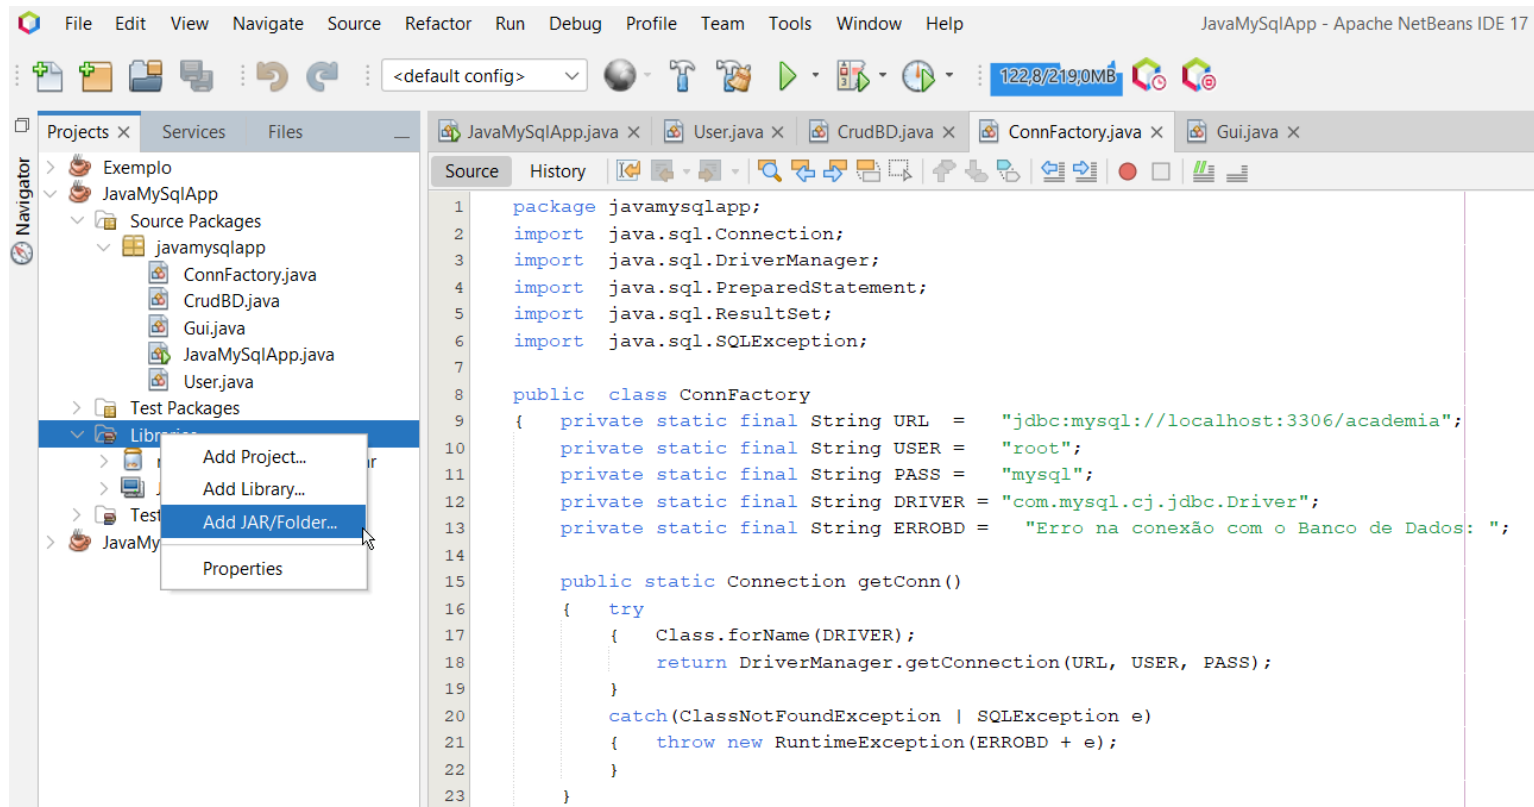 File Edit View Navigate Source Refactor Run Debug Profile Team Tools Window Help JavaMySqlApp - Apache NetBeans IDE 17
<default config> 122,8/219,0MB
Projects Services Files
Navigator
Exemplo
JavaMySqlApp
Source Packages
javamysqlapp
ConnFactory.java
CrudBD.java
Gui.java
JavaMySqlApp.java
User.java
Test Packages
Libraries
Test
JavaMy
Add Project...
Add Library...
Add JAR/Folder...
Properties
JavaMySqlApp.java User.java CrudBD.java ConnFactory.java Gui.java
Source History
1 package javamysqlapp;
2 import java.sql.Connection;
3 import java.sql.DriverManager;
4 import java.sql.PreparedStatement;
5 import java.sql.ResultSet;
6 import java.sql.SQLException;
7
8 public class ConnFactory
9 { private static final String URL = "jdbc:mysql://localhost:3306/academia";
10 private static final String USER = "root";
11 private static final String PASS = "mysql";
12 private static final String DRIVER = "com.mysql.cj.jdbc.Driver";
13 private static final String ERROBD = "Erro na conexão com o Banco de Dados: ";
14
15 public static Connection getConn()
16 { try
17 { Class.forName(DRIVER);
18 return DriverManager.getConnection(URL, USER, PASS);
19 }
20 catch(ClassNotFoundException | SQLException e)
21 { throw new RuntimeException(ERROBD + e);
22 }
23 }